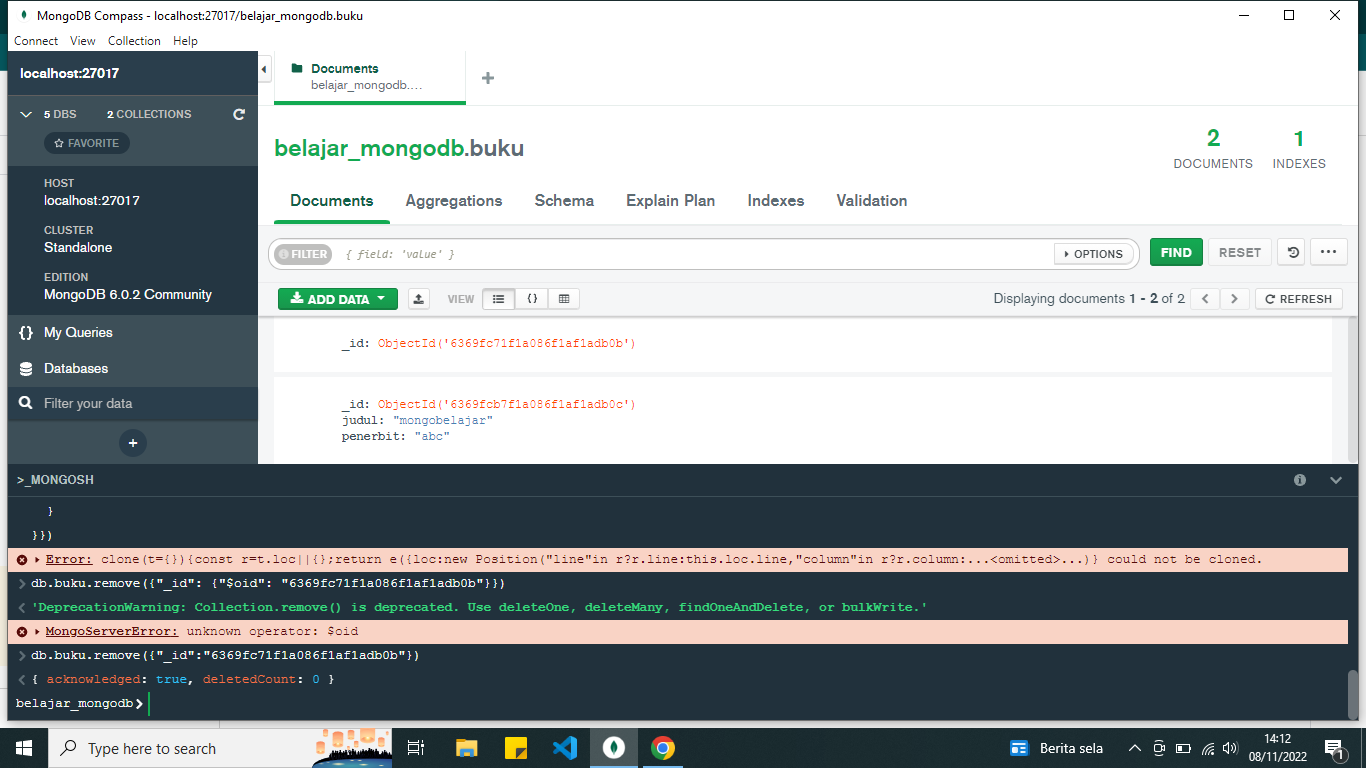 MongoDB Compass - localhost:27017/belajar_mongodb.buku
Connect View Collection Help
localhost:27017
Documents
belajar_mongodb....
5 DBS 2 COLLECTIONS
FAVORITE
HOST
localhost:27017
CLUSTER
Standalone
EDITION
MongoDB 6.0.2 Community
My Queries
Databases
Filter your data
belajar_mongodb.buku
2
DOCUMENTS
1
INDEXES
Documents Aggregations Schema Explain Plan Indexes Validation
FILTER { field: 'value' } OPTIONS FIND RESET
ADD DATA VIEW {} Displaying documents 1 - 2 of 2 REFRESH
_id: ObjectId('6369fc71f1a086f1af1adb0b')
_id: ObjectId('6369fcb7f1a086f1af1adb0c')
judul: "mongobelajar"
penerbit: "abc"
>_MONGOSH
}
}})
Error: clone(t={}){const r=t.loc||{};return e({loc:new Position("line"in r?r.line:this.loc.line,"column"in r?r.column:...<omitted>...)} could not be cloned.
db.buku.remove({"_id": {"$oid": "6369fc71f1a086f1af1adb0b"}})
'DeprecationWarning: Collection.remove() is deprecated. Use deleteOne, deleteMany, findOneAndDelete, or bulkWrite.'
MongoServerError: unknown operator: $oid
db.buku.remove({"_id":"6369fc71f1a086f1af1adb0b"})
{ acknowledged: true, deletedCount: 0 }
belajar_mongodb>
Type here to search
Berita sela
14:12
08/11/2022
1